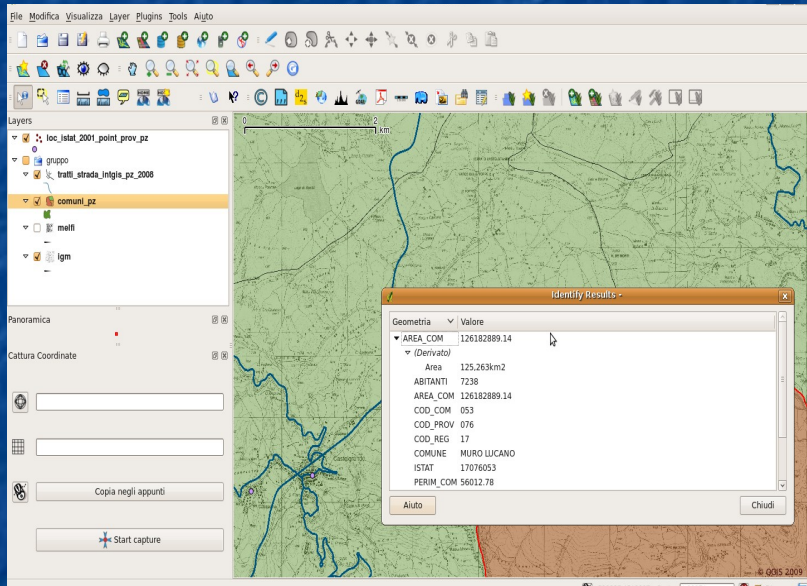 File Modifica Visualizza Layer Plugins Tools Aiuto
Layers
loc_istat_2001_point_prov_pz
gruppo
tratti_strada_intgis_pz_2008
comuni_pz
melfi
igm
Panoramica
Cattura Coordinate
Copia negli appunti
Start capture
0 2
km
Identify Results -
Geometria Valore
AREA_COM 126182889.14
(Derivato)
Area 125,263km2
ABITANTI 7238
AREA_COM 126182889.14
COD_COM 053
COD_PROV 076
COD_REG 17
COMUNE MURO LUCANO
ISTAT 17076053
PERIM_COM 56012.78
Aiuto Chiudi
Castelgrande
© QGIS 2009